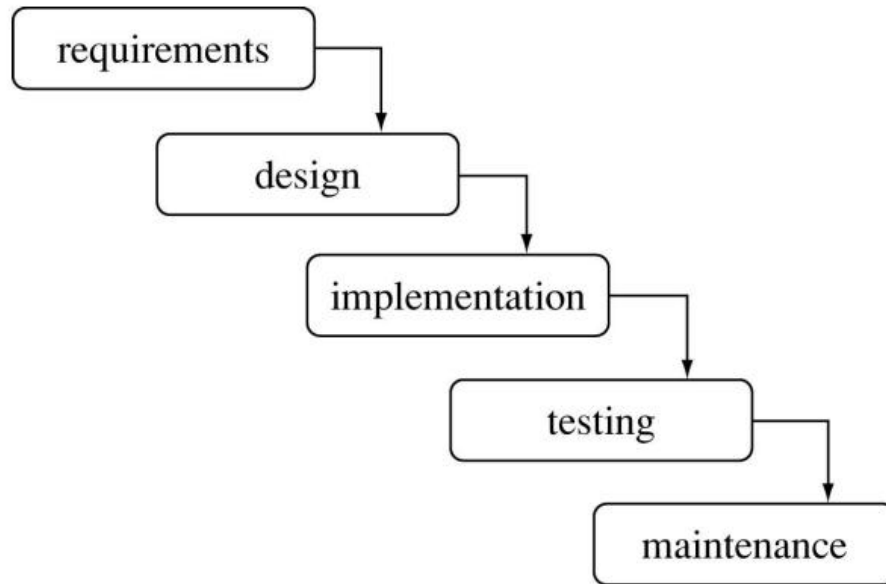 requirements
design
implementation
testing
maintenance